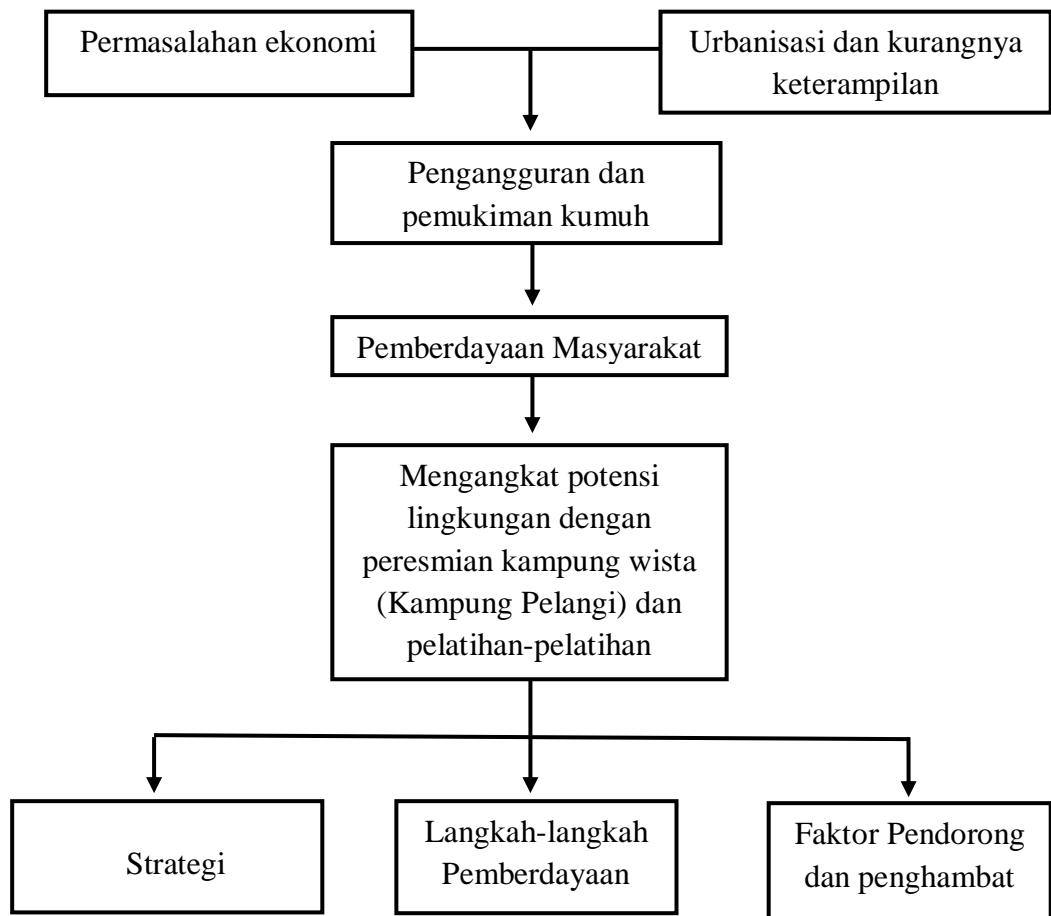 Permasalahan ekonomi
Urbanisasi dan kurangnya
keterampilan
Pengangguran dan
pemukiman kumuh
Pemberdayaan Masyarakat
Mengangkat potensi
lingkungan dengan
peresmian kampung wista
(Kampung Pelangi) dan
pelatihan-pelatihan
Strategi
Langkah-langkah
Pemberdayaan
Faktor Pendorong
dan penghambat